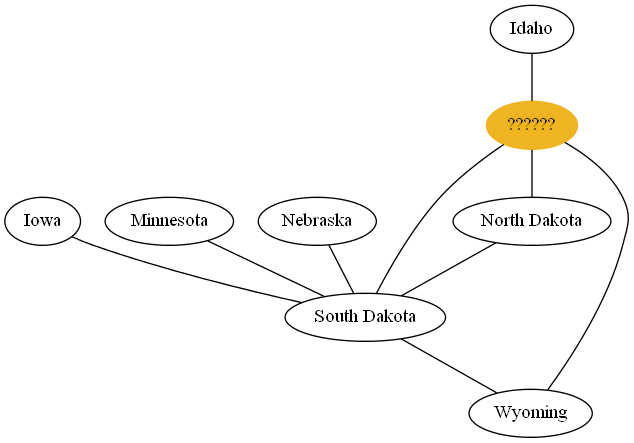 Idaho
??????
Iowa
Minnesota
Nebraska
North Dakota
South Dakota
Wyoming